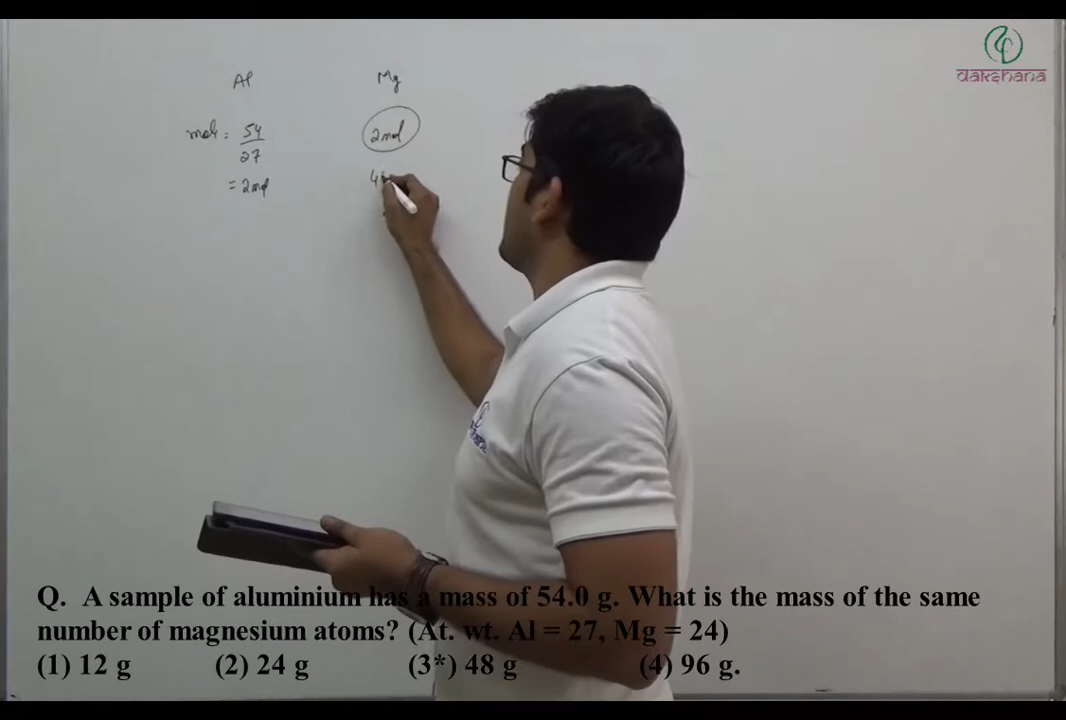 dakshana
Al Mg
moles = 54/27 2mol
= 2mol
Q. A sample of aluminium has a mass of 54.0 g. What is the mass of the same
number of magnesium atoms? (At. wt. Al = 27, Mg = 24)
(1) 12 g (2) 24 g (3*) 48 g (4) 96 g.